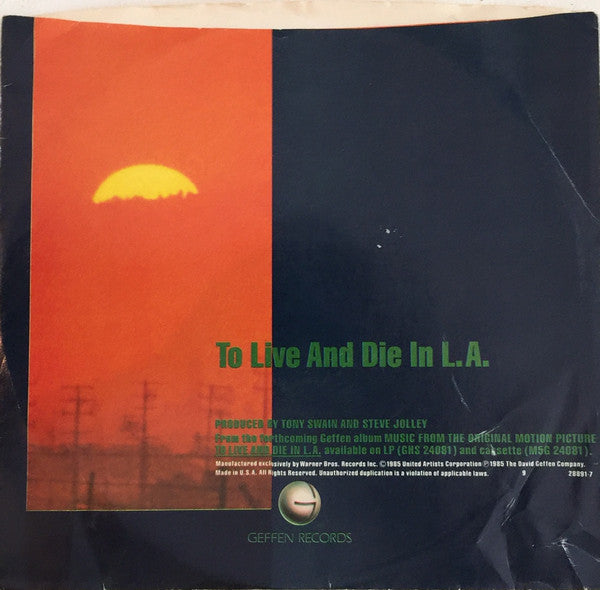 To Live And Die In L.A.
PRODUCED BY TONY SWAIN AND STEVE JOLLEY
From the forthcoming Geffen album MUSIC FROM THE ORIGINAL MOTION PICTURE
TO LIVE AND DIE IN L.A. available on LP (GHS 24081) and cassette (M5G 24081).
Manufactured exclusively by Warner Bros. Records Inc. ©1985 United Artists Corporation ℗1985 The David Geffen Company.
Made in U.S.A. All Rights Reserved. Unauthorized duplication is a violation of applicable laws. 9 28891-7
G
GEFFEN RECORDS